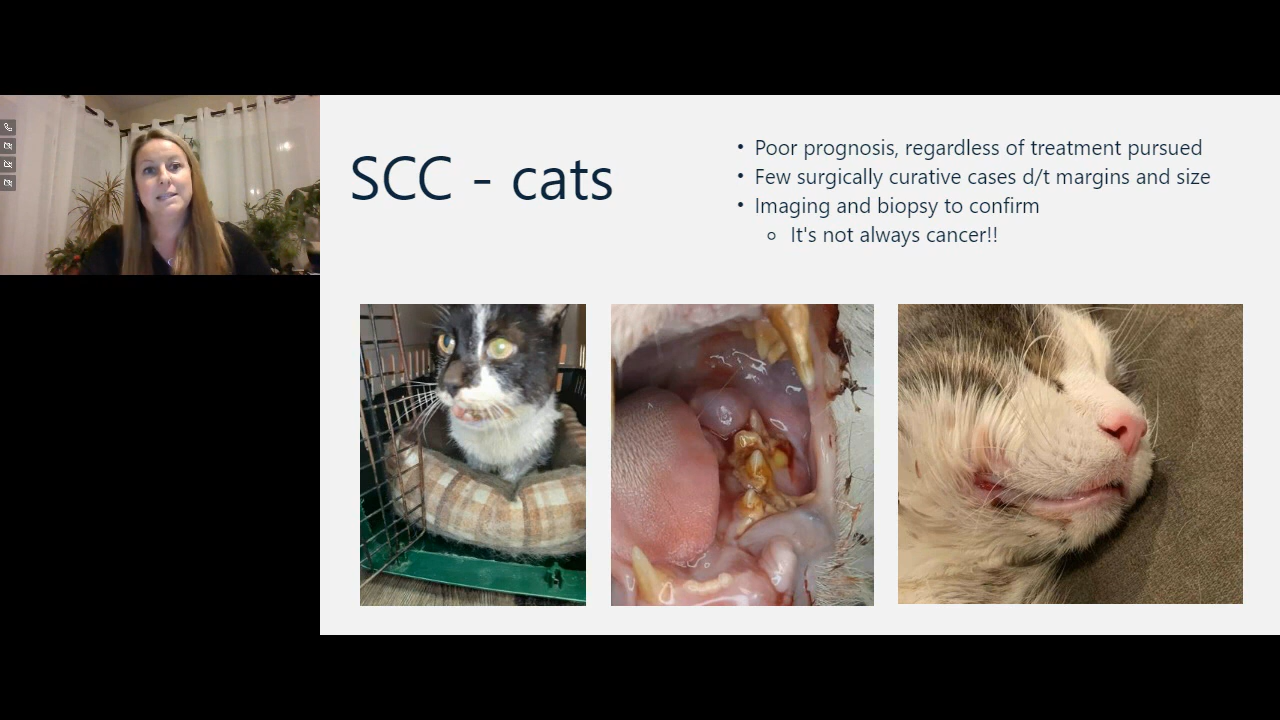 SCC - cats
• Poor prognosis, regardless of treatment pursued
• Few surgically curative cases d/t margins and size
• Imaging and biopsy to confirm
○ It's not always cancer!!